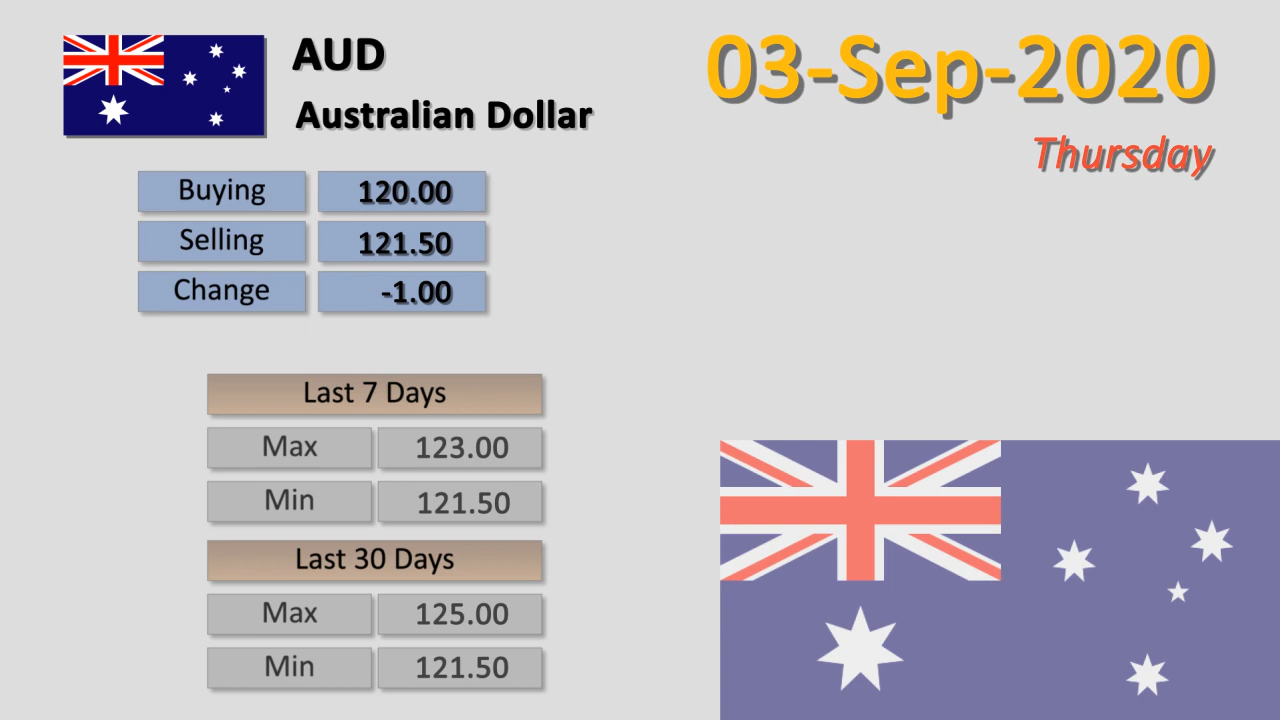 AUD
Australian Dollar
03-Sep-2020
Thursday
Buying 120.00
Selling 121.50
Change -1.00
Last 7 Days
Max 123.00
Min 121.50
Last 30 Days
Max 125.00
Min 121.50